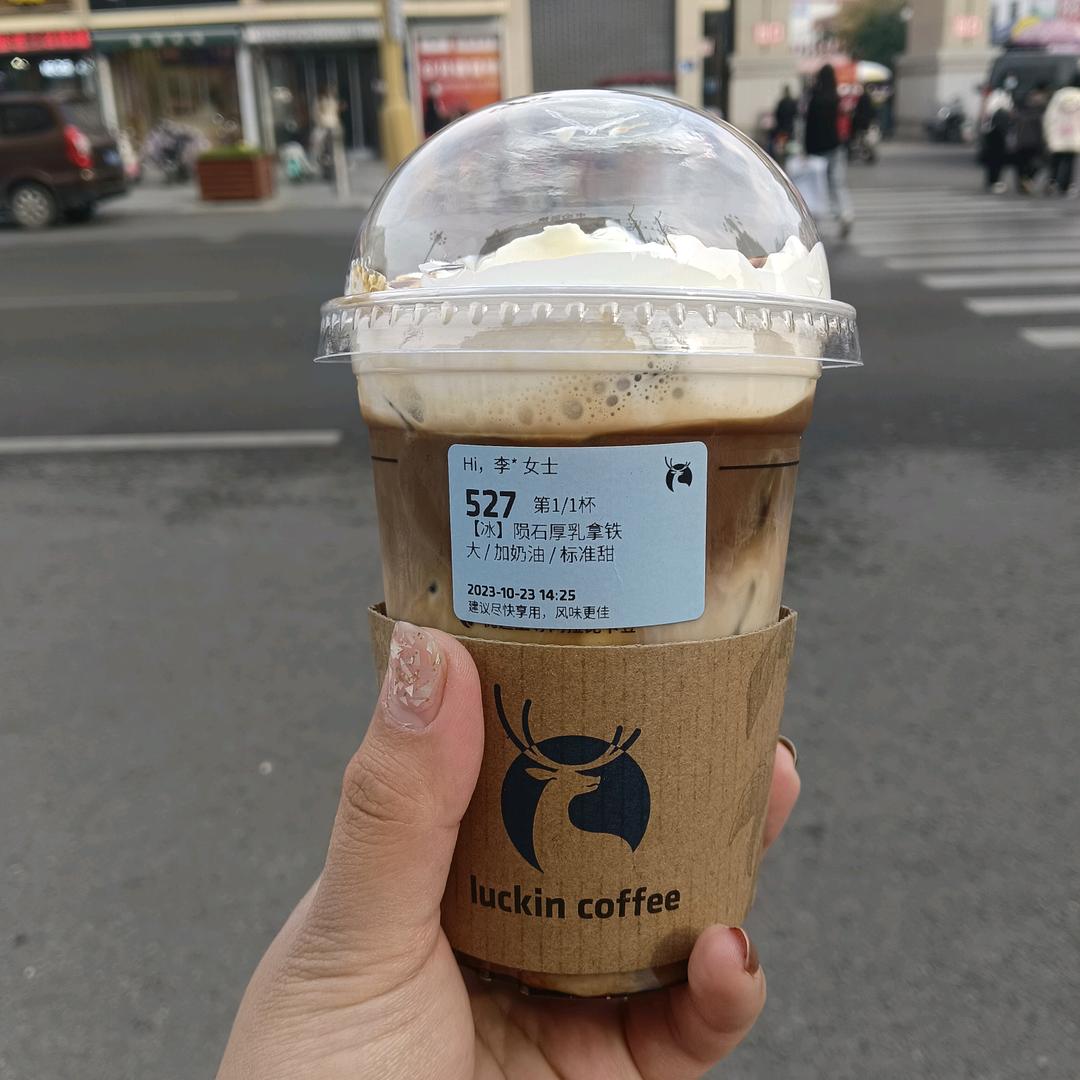 Hi, 李* 女士
527 第1/1杯
【冰】陨石厚乳拿铁
大/加奶油/标准甜
2023-10-23 14:25
建议尽快享用，风味更佳
luckin coffee